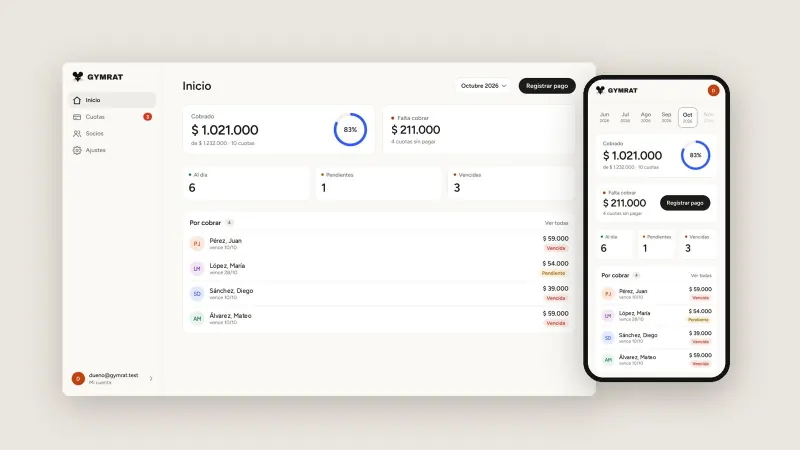 GYMRAT
Inicio
Cuotas
3
Socios
Ajustes
D
dueno@gymrat.test
Mi cuenta
Inicio
Octubre 2026
Registrar pago
Cobrado
$ 1.021.000
de $ 1.232.000 · 10 cuotas
83%
Falta cobrar
$ 211.000
4 cuotas sin pagar
Al día
6
Pendientes
1
Vencidas
3
Por cobrar 4
Ver todas
PJ
Pérez, Juan
vence 10/10
$ 59.000
Vencida
LM
López, María
vence 28/10
$ 54.000
Pendiente
SD
Sánchez, Diego
vence 10/10
$ 39.000
Vencida
AM
Álvarez, Mateo
vence 10/10
$ 59.000
Vencida
GYMRAT
D
Jun 2026
Jul 2026
Ago 2026
Sep 2026
Oct 2026
Nov 2026
Cobrado
$ 1.021.000
de $ 1.232.000 · 10 cuotas
83%
Falta cobrar
$ 211.000
4 cuotas sin pagar
Registrar pago
Al día
6
Pendientes
1
Vencidas
3
Por cobrar 4
Ver todas
PJ
Pérez, Juan
vence 10/10
$ 59.000
Vencida
LM
López, María
vence 28/10
$ 54.000
Pendiente
SD
Sánchez, Diego
vence 10/10
$ 39.000
Vencida
AM
Álvarez, Mateo
vence 10/10
$ 59.000
Vencida